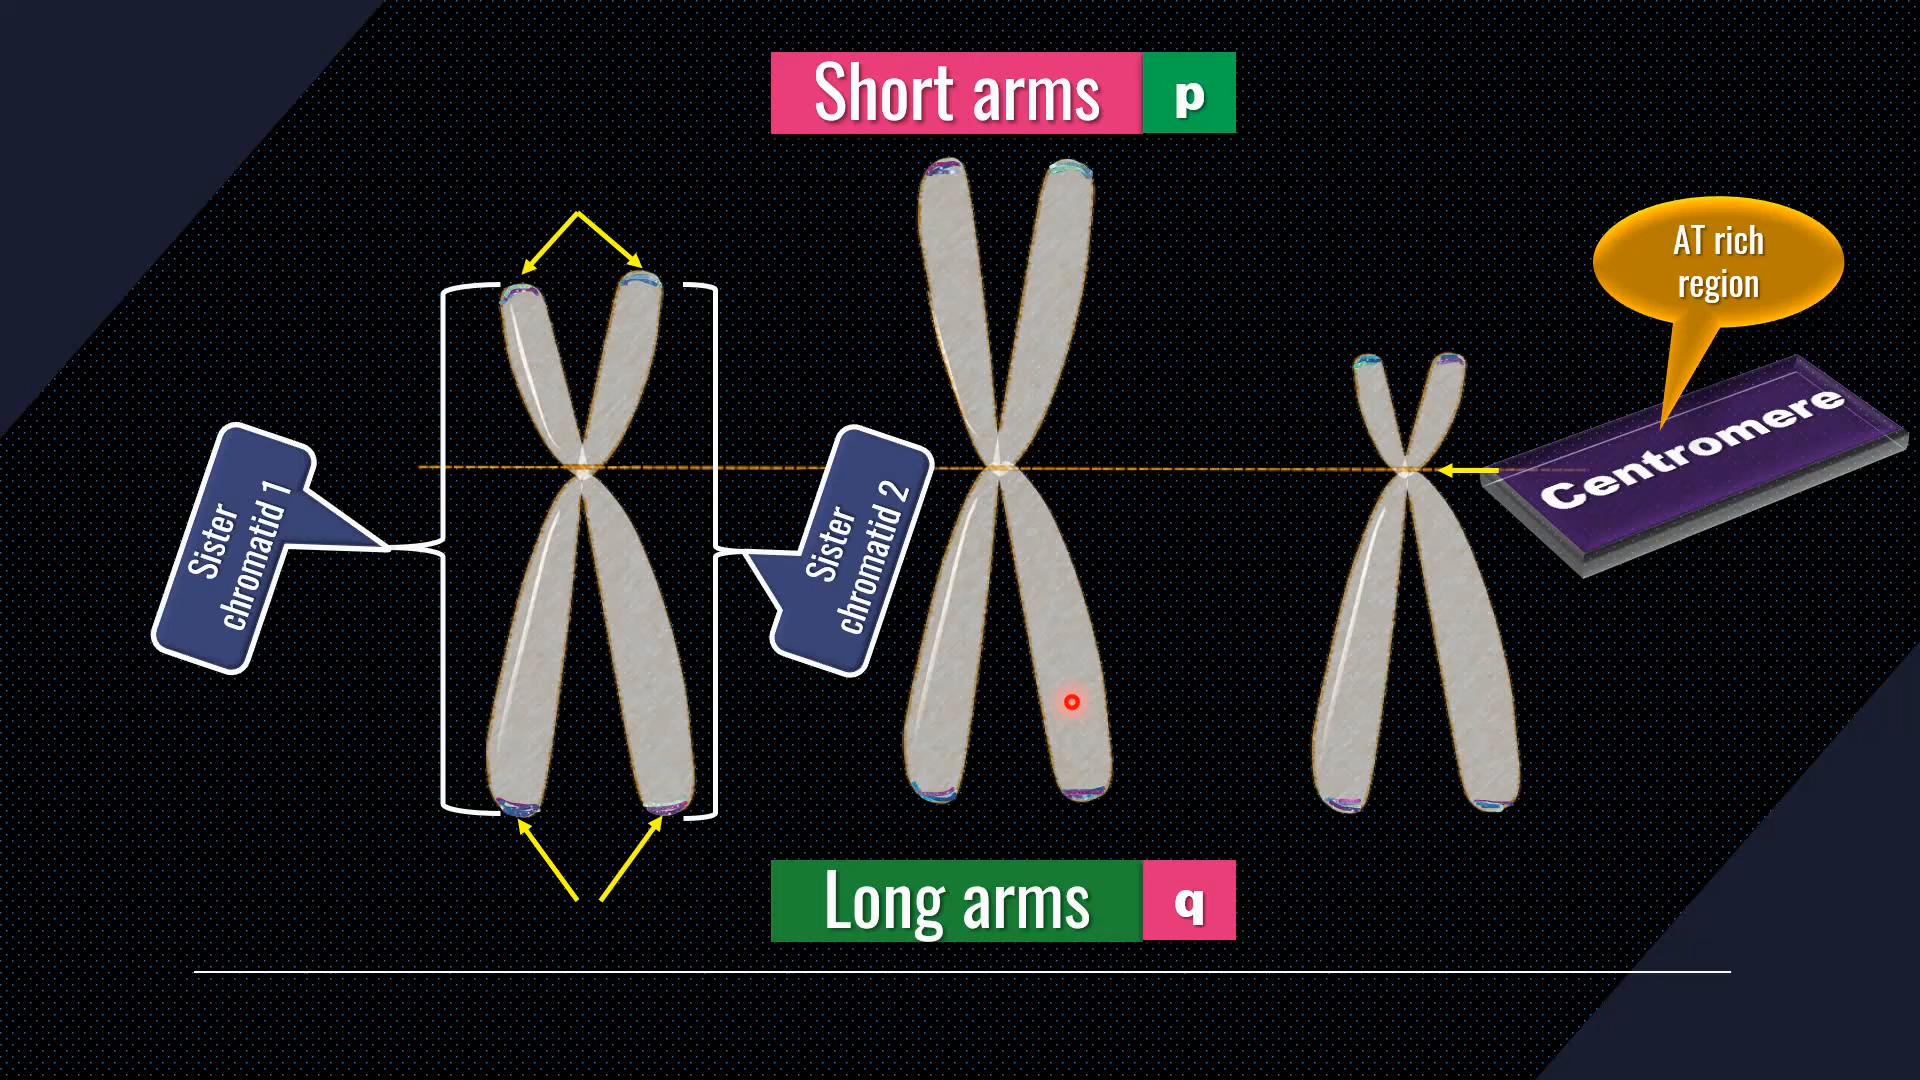 Short arms p
AT rich
region
Centromere
Sister
chromatid 1
Sister
chromatid 2
Long arms q